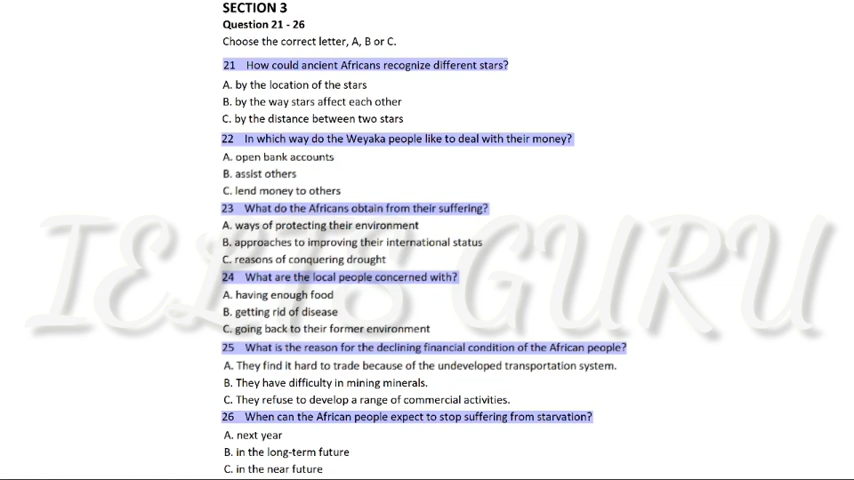 SECTION 3
Question 21 - 26
Choose the correct letter, A, B or C.
21 How could ancient Africans recognize different stars?
A. by the location of the stars
B. by the way stars affect each other
C. by the distance between two stars
22 In which way do the Weyaka people like to deal with their money?
A. open bank accounts
B. assist others
C. lend money to others
23 What do the Africans obtain from their suffering?
A. ways of protecting their environment
B. approaches to improving their international status
C. reasons of conquering drought
24 What are the local people concerned with?
A. having enough food
B. getting rid of disease
C. going back to their former environment
25 What is the reason for the declining financial condition of the African people?
A. They find it hard to trade because of the undeveloped transportation system.
B. They have difficulty in mining minerals.
C. They refuse to develop a range of commercial activities.
26 When can the African people expect to stop suffering from starvation?
A. next year
B. in the long-term future
C. in the near future
IELTS GURU